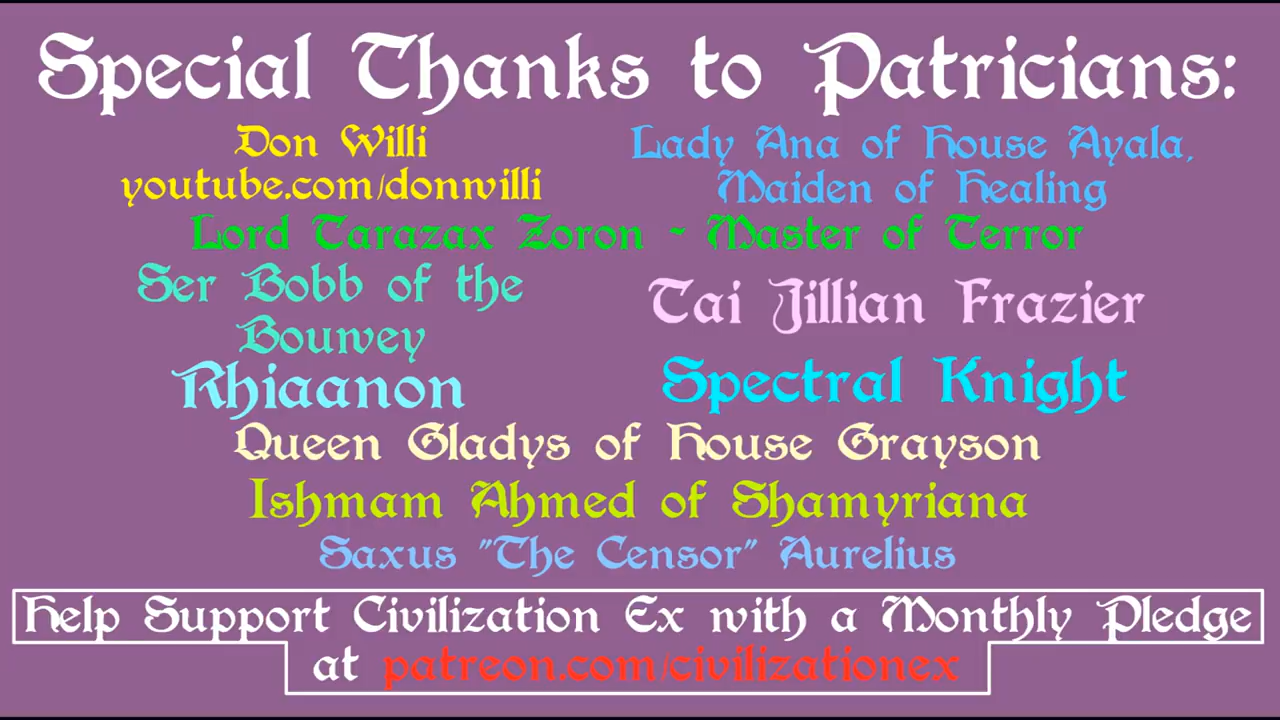 Special Thanks to Patricians:
Don Willi
youtube.com/donwilli
Lady Ana of House Ayala,
Maiden of Healing
Lord Tarazax Zoron - Master of Terror
Ser Bobb of the
Bouwey
Tai Jillian Frazier
Rhiaanon
Spectral Knight
Queen Gladys of House Grayson
Ishmam Ahmed of Shamyriana
Saxus "The Censor" Aurelius
Help Support Civilization Ex with a Monthly Pledge
at patreon.com/civilizationex